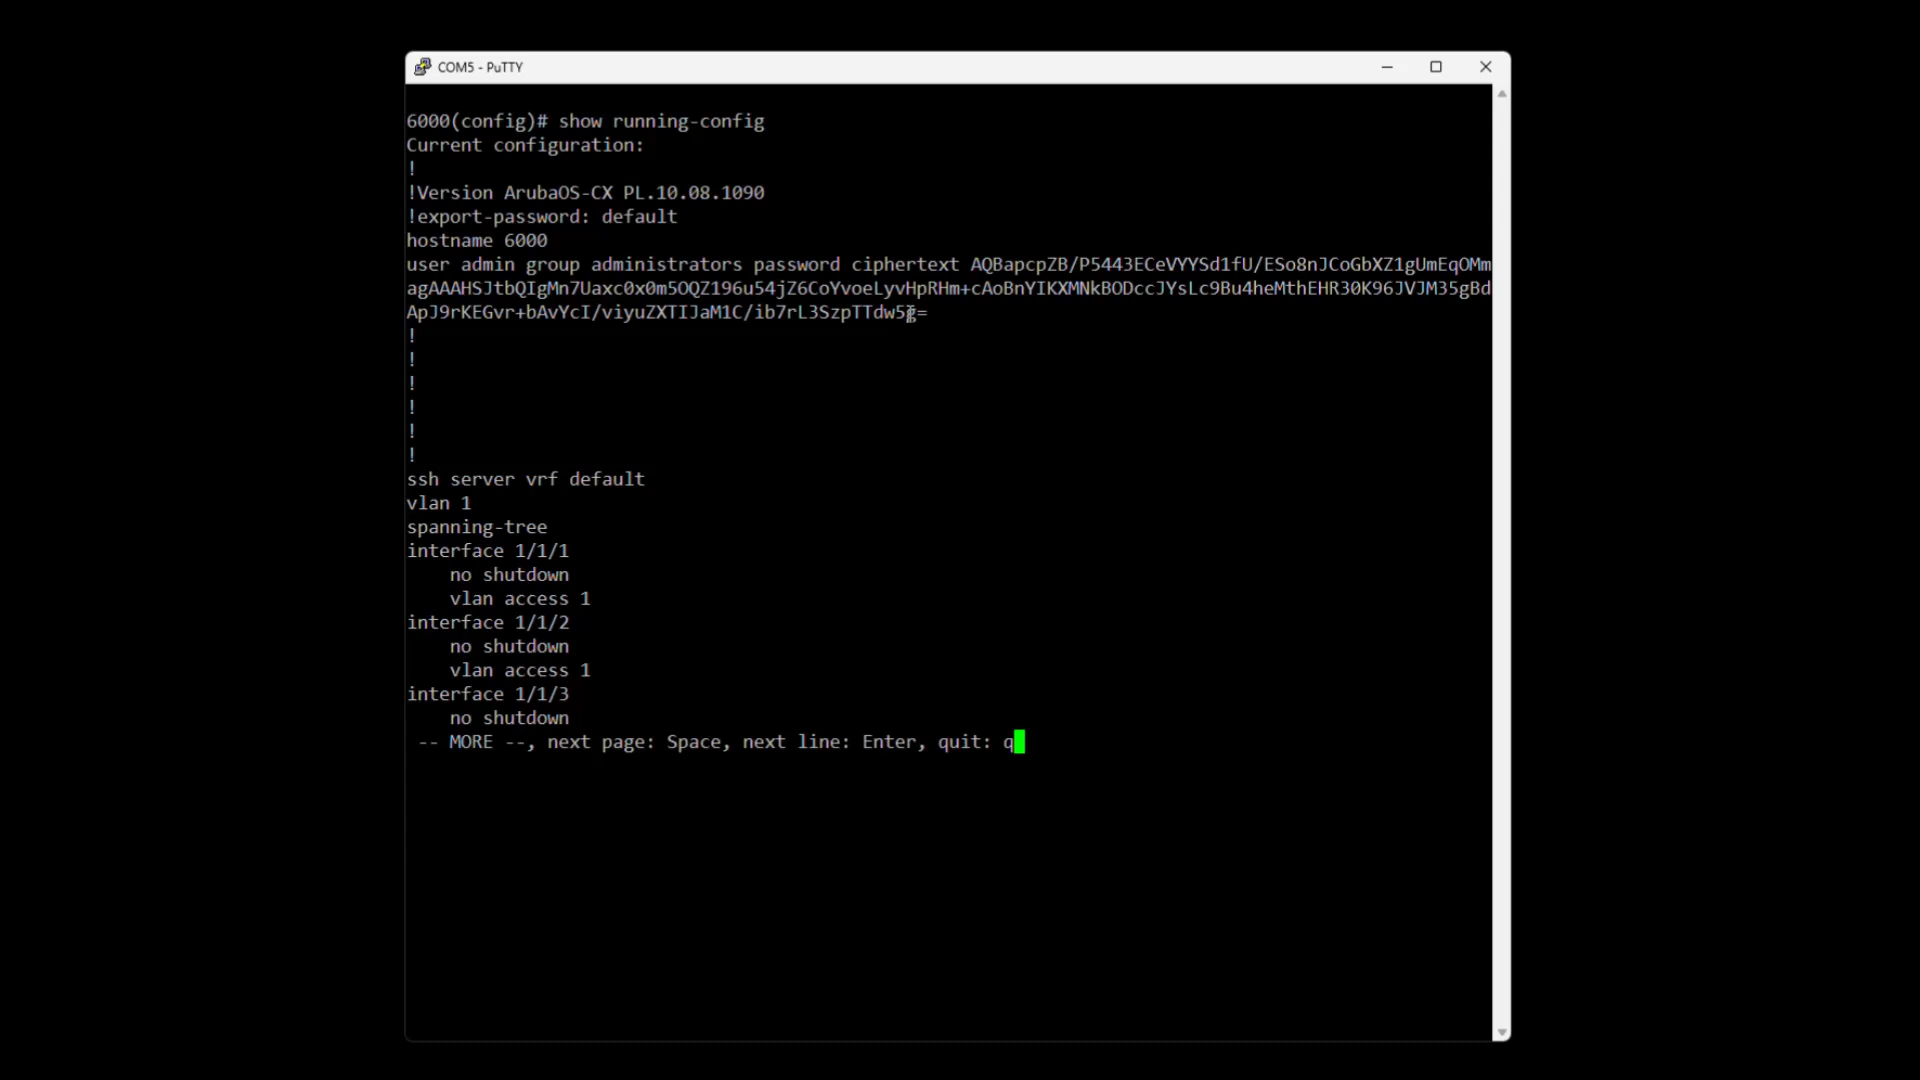 COM5 - PuTTY
6000(config)# show running-config
Current configuration:
!
!Version ArubaOS-CX PL.10.08.1090
!export-password: default
hostname 6000
user admin group administrators password ciphertext AQBapcpZB/P5443ECeVYYSd1fU/ESo8nJCoGbXZ1gUmEqOMm
agAAAHSJtbQIgMn7Uaxc0x0m5OQZ196u54jZ6CoYvoeLyvHpRHm+cAoBnYIKXMNkBODccJYsLc9Bu4heMthEHR30K96JVJM35gBd
ApJ9rKEGvr+bAvYcI/viyuZXTIJaM1C/ib7rL3SzpTTdw5g=
!
!
!
!
!
!
ssh server vrf default
vlan 1
spanning-tree
interface 1/1/1
    no shutdown
    vlan access 1
interface 1/1/2
    no shutdown
    vlan access 1
interface 1/1/3
    no shutdown
 -- MORE --, next page: Space, next line: Enter, quit: q